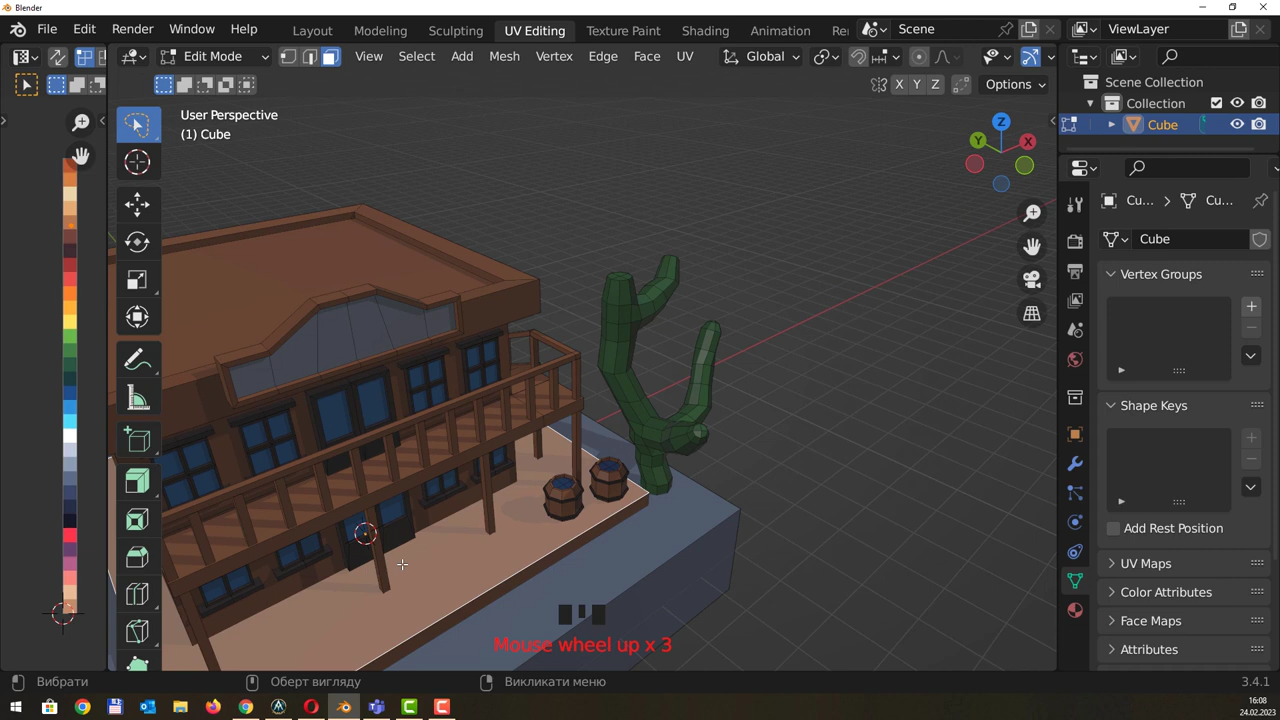 Blender
File Edit Render Window Help Layout Modeling Sculpting UV Editing Texture Paint Shading Animation Re Scene ViewLayer
Edit Mode View Select Add Mesh Vertex Edge Face UV Global
X Y Z Options
User Perspective
(1) Cube
Z
Y X
Scene Collection
Collection
Cube
Cu... Cu...
Cube
Vertex Groups
Shape Keys
Add Rest Position
UV Maps
Color Attributes
Face Maps
Attributes
Mouse wheel up x 3
Вибрати Оберт вигляду Викликати меню 3.4.1
16:08
24.02.2023